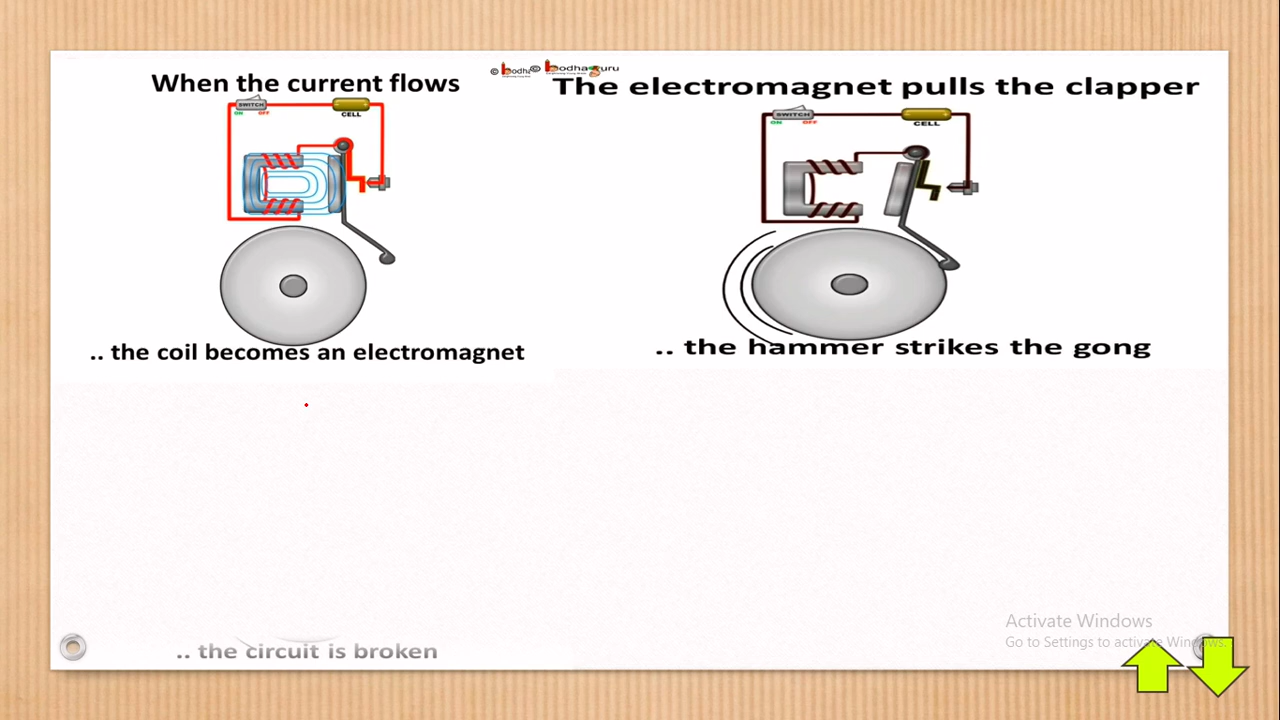 When the current flows
© bodha© bodhaguru
The electromagnet pulls the clapper
SWITCH
ON OFF
CELL
SWITCH
ON OFF
CELL
.. the coil becomes an electromagnet
.. the hammer strikes the gong
Activate Windows
Go to Settings to activate Windows.
.. the circuit is broken